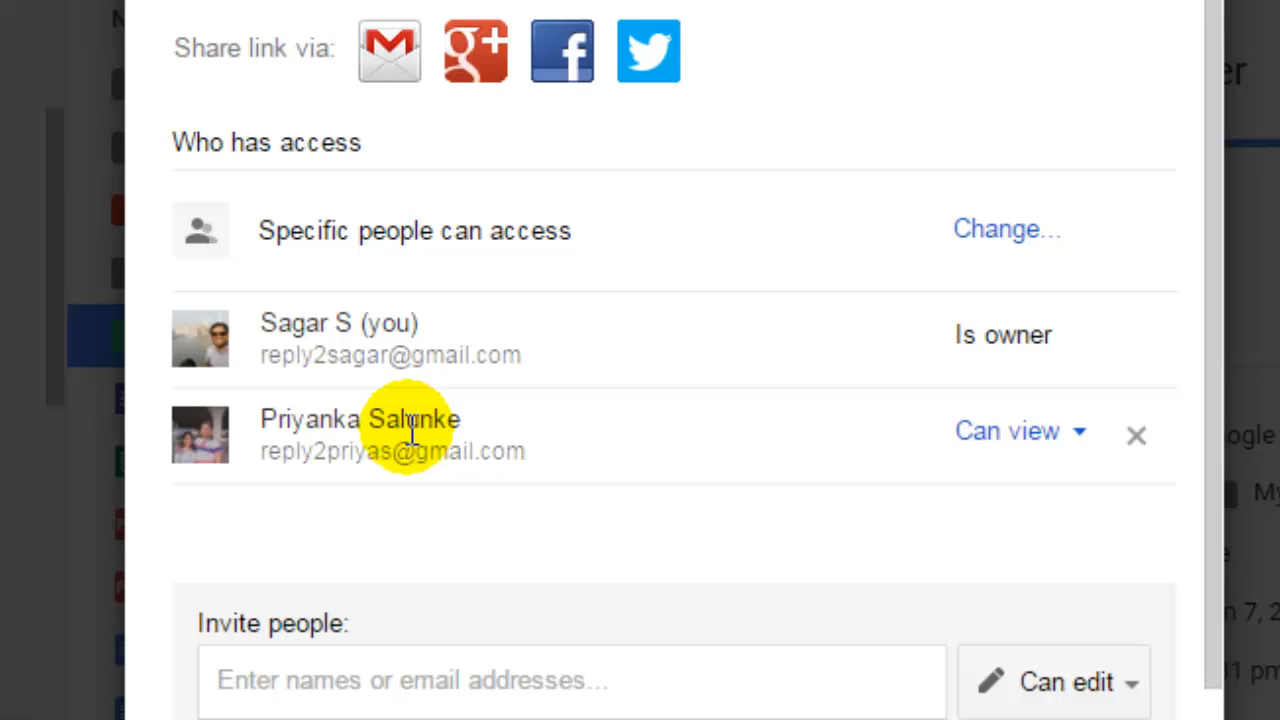 Share link via:
Who has access
Specific people can access
Change...
Sagar S (you)
reply2sagar@gmail.com
Is owner
Priyanka Salunke
reply2priyas@gmail.com
Can view
Invite people:
Enter names or email addresses...
Can edit